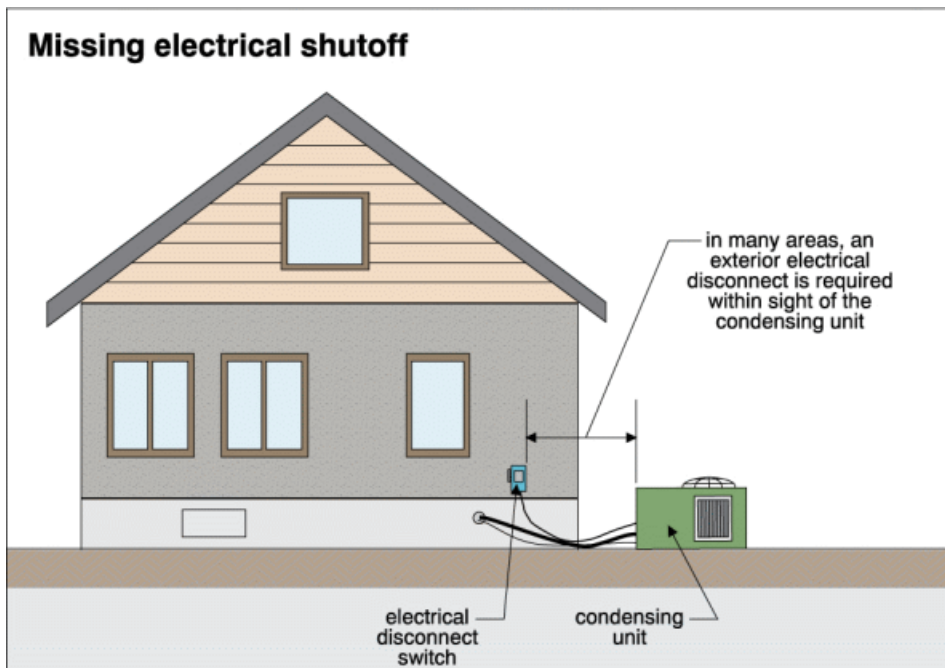 Missing electrical shutoff
in many areas, an
exterior electrical
disconnect is required
within sight of the
condensing unit
electrical
disconnect
switch
condensing
unit